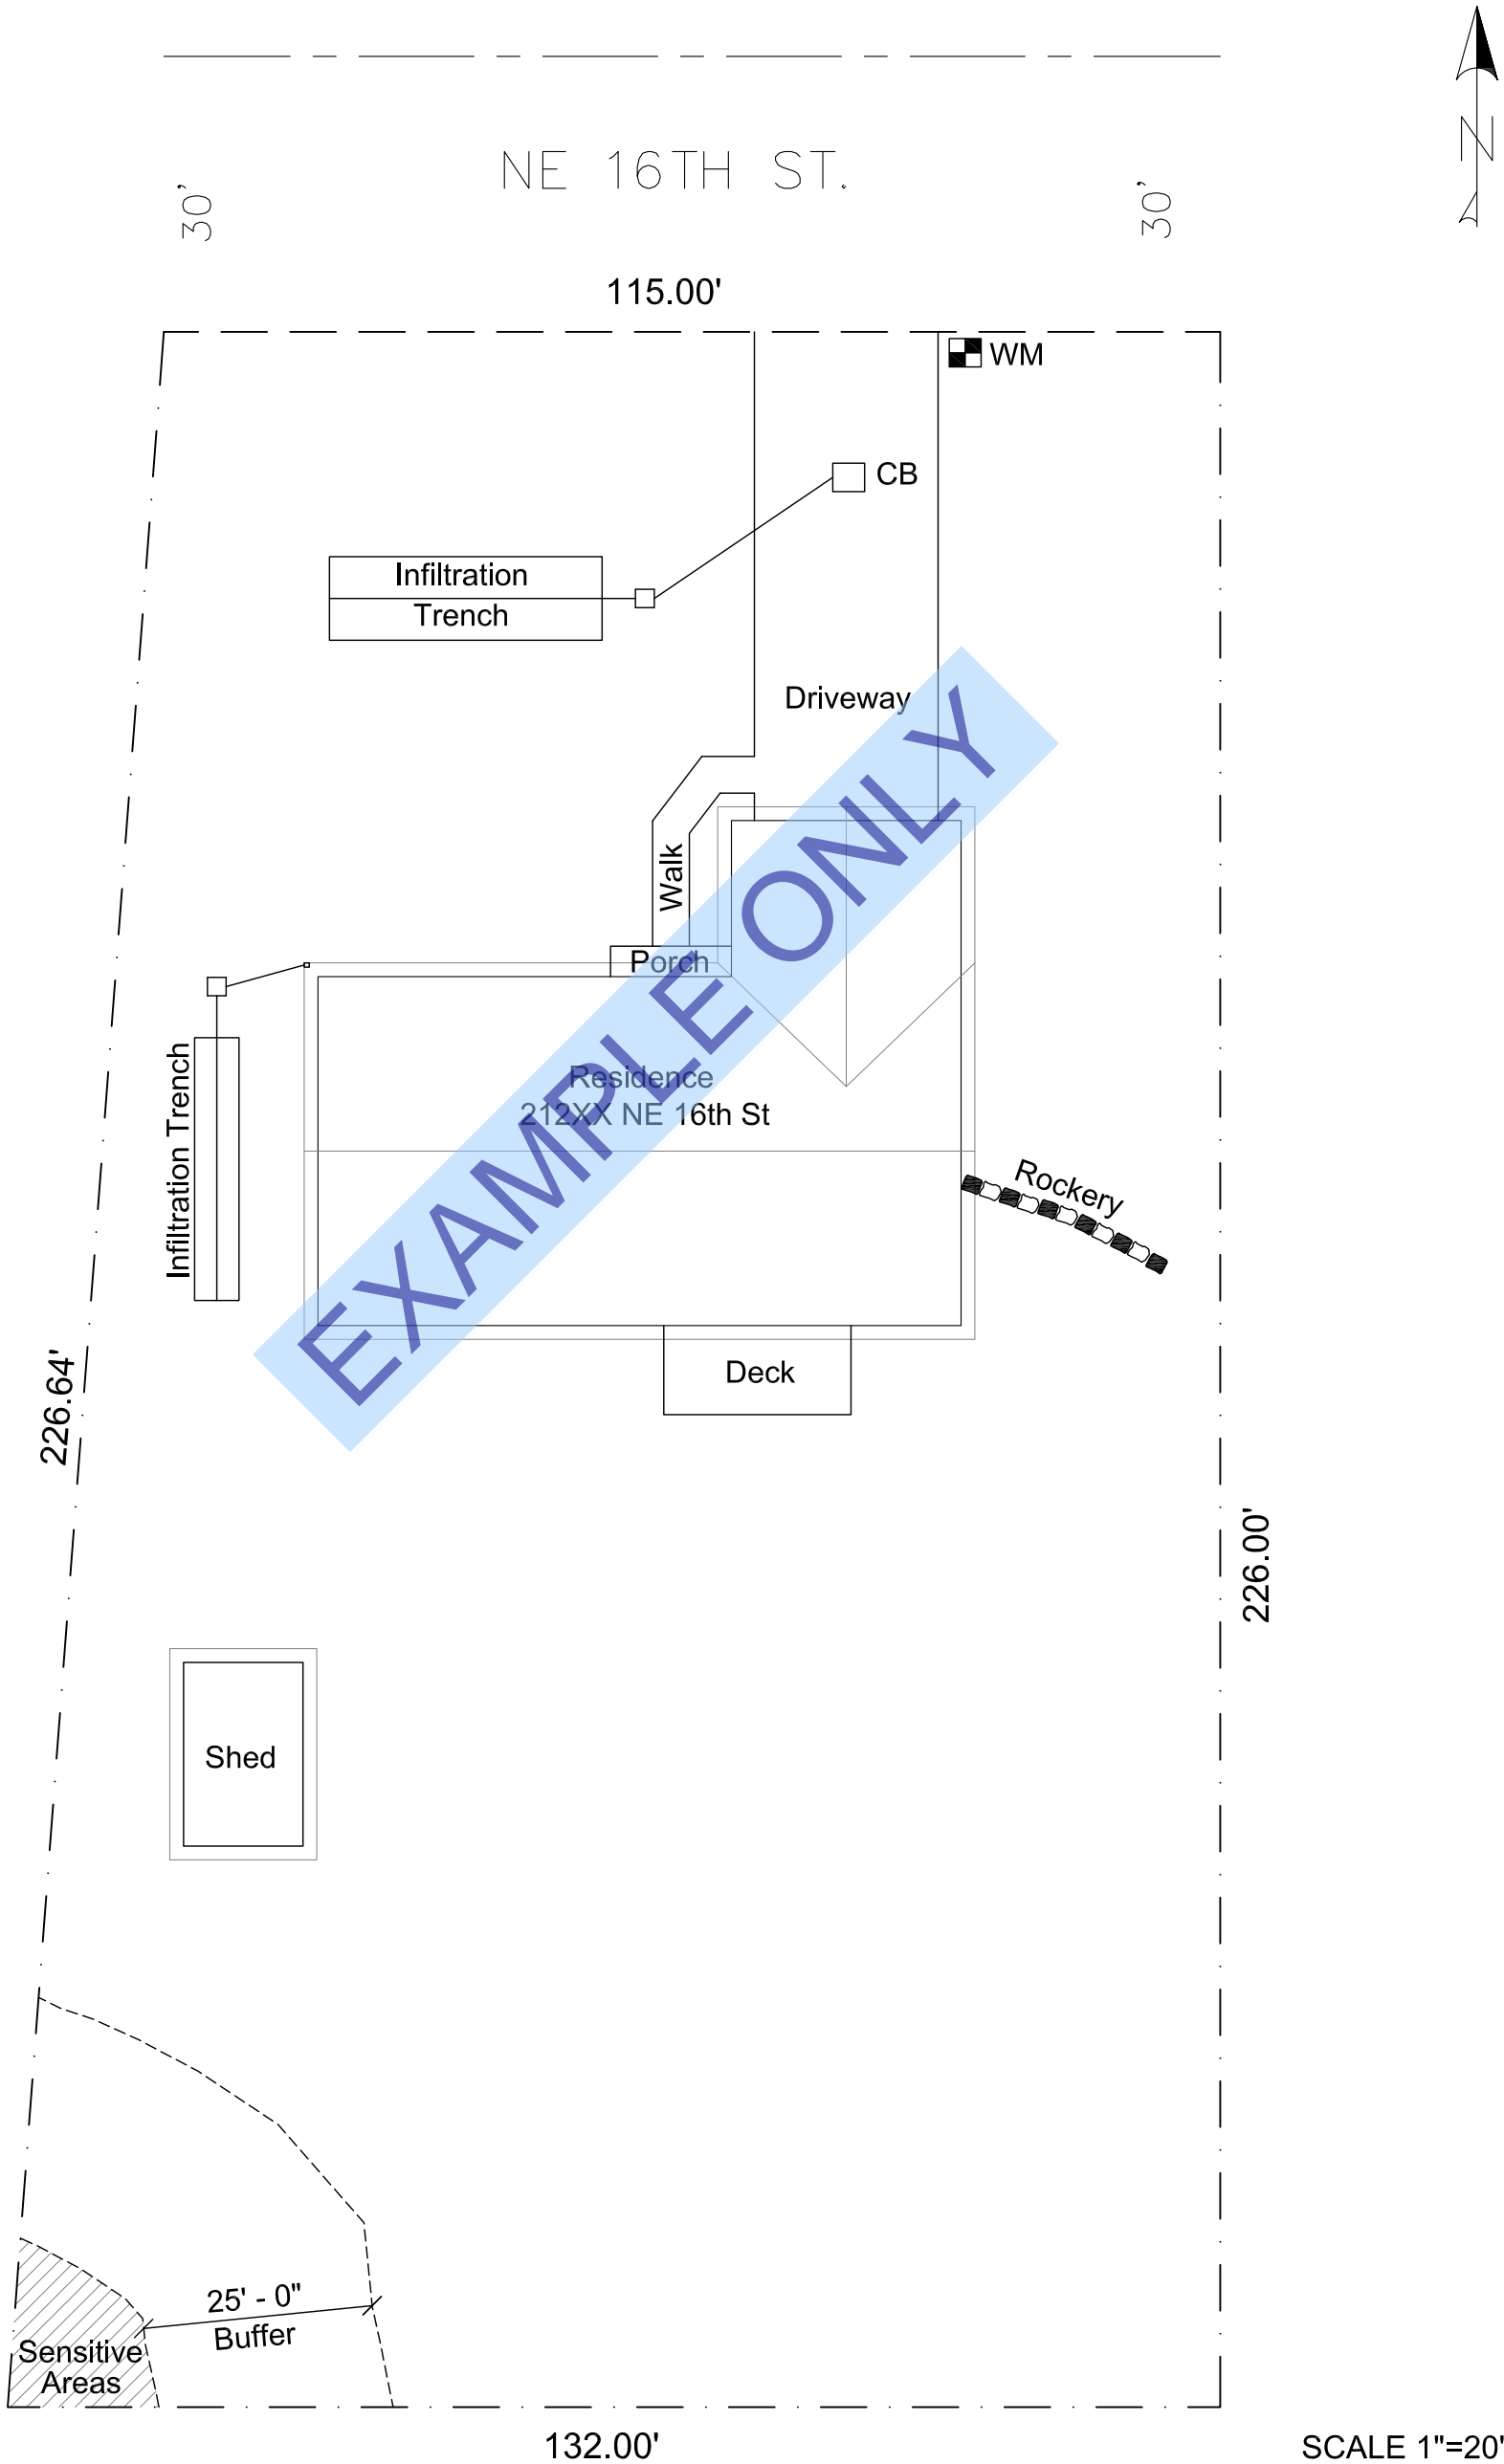 N
NE 16TH ST.
30'
30'
115.00'
WM
CB
Infiltration
Trench
Driveway
Walk
Porch
Residence
212XX NE 16th St
Infiltration Trench
Rockery
Deck
EXAMPLE ONLY
226.64'
226.00'
Shed
25' - 0"
Buffer
Sensitive
Areas
132.00'
SCALE 1"=20'